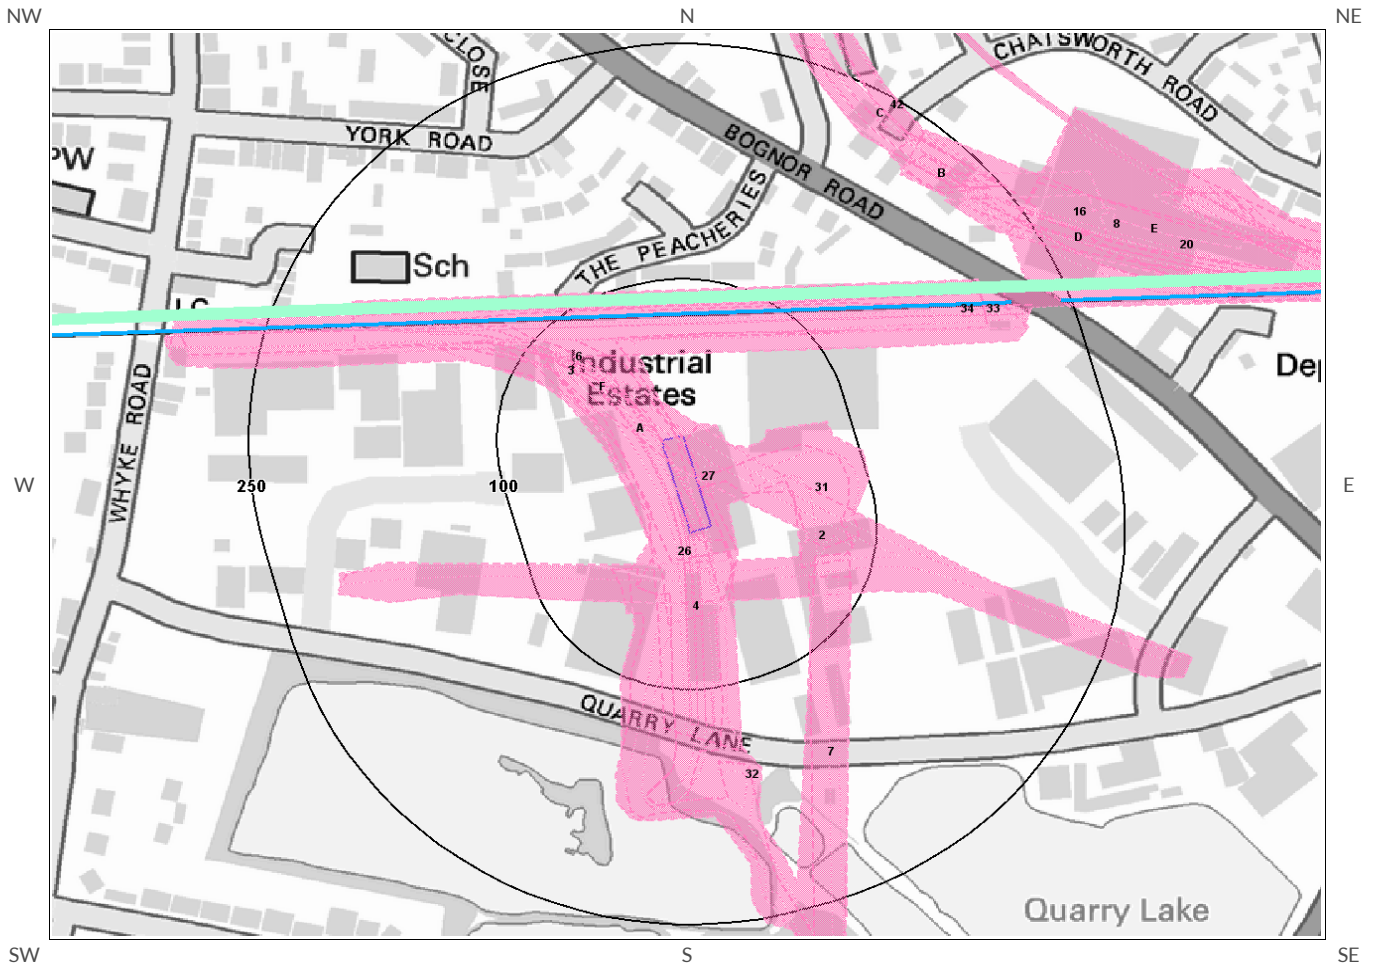 NW
N
NE
CLOSE
CHATSWORTH ROAD
42
C
YORK ROAD
BOGNOR ROAD
PW
B
THE PEACHERIES
16
8
E
D
20
Sch
LC
34 33
6
3
Industrial
Estates
Dep
F
A
WHYKE ROAD
W
250
100
27
31
E
2
26
4
QUARRY LANE
7
32
Quarry Lake
SW
S
SE